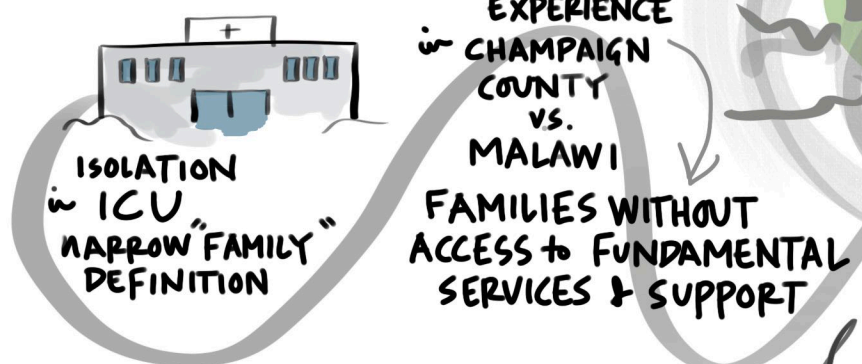 ISOLATION
in ICU
NARROW "FAMILY"
DEFINITION
EXPERIENCE
in CHAMPAIGN
COUNTY
VS.
MALAWI
FAMILIES WITHOUT
ACCESS to FUNDAMENTAL
SERVICES & SUPPORT